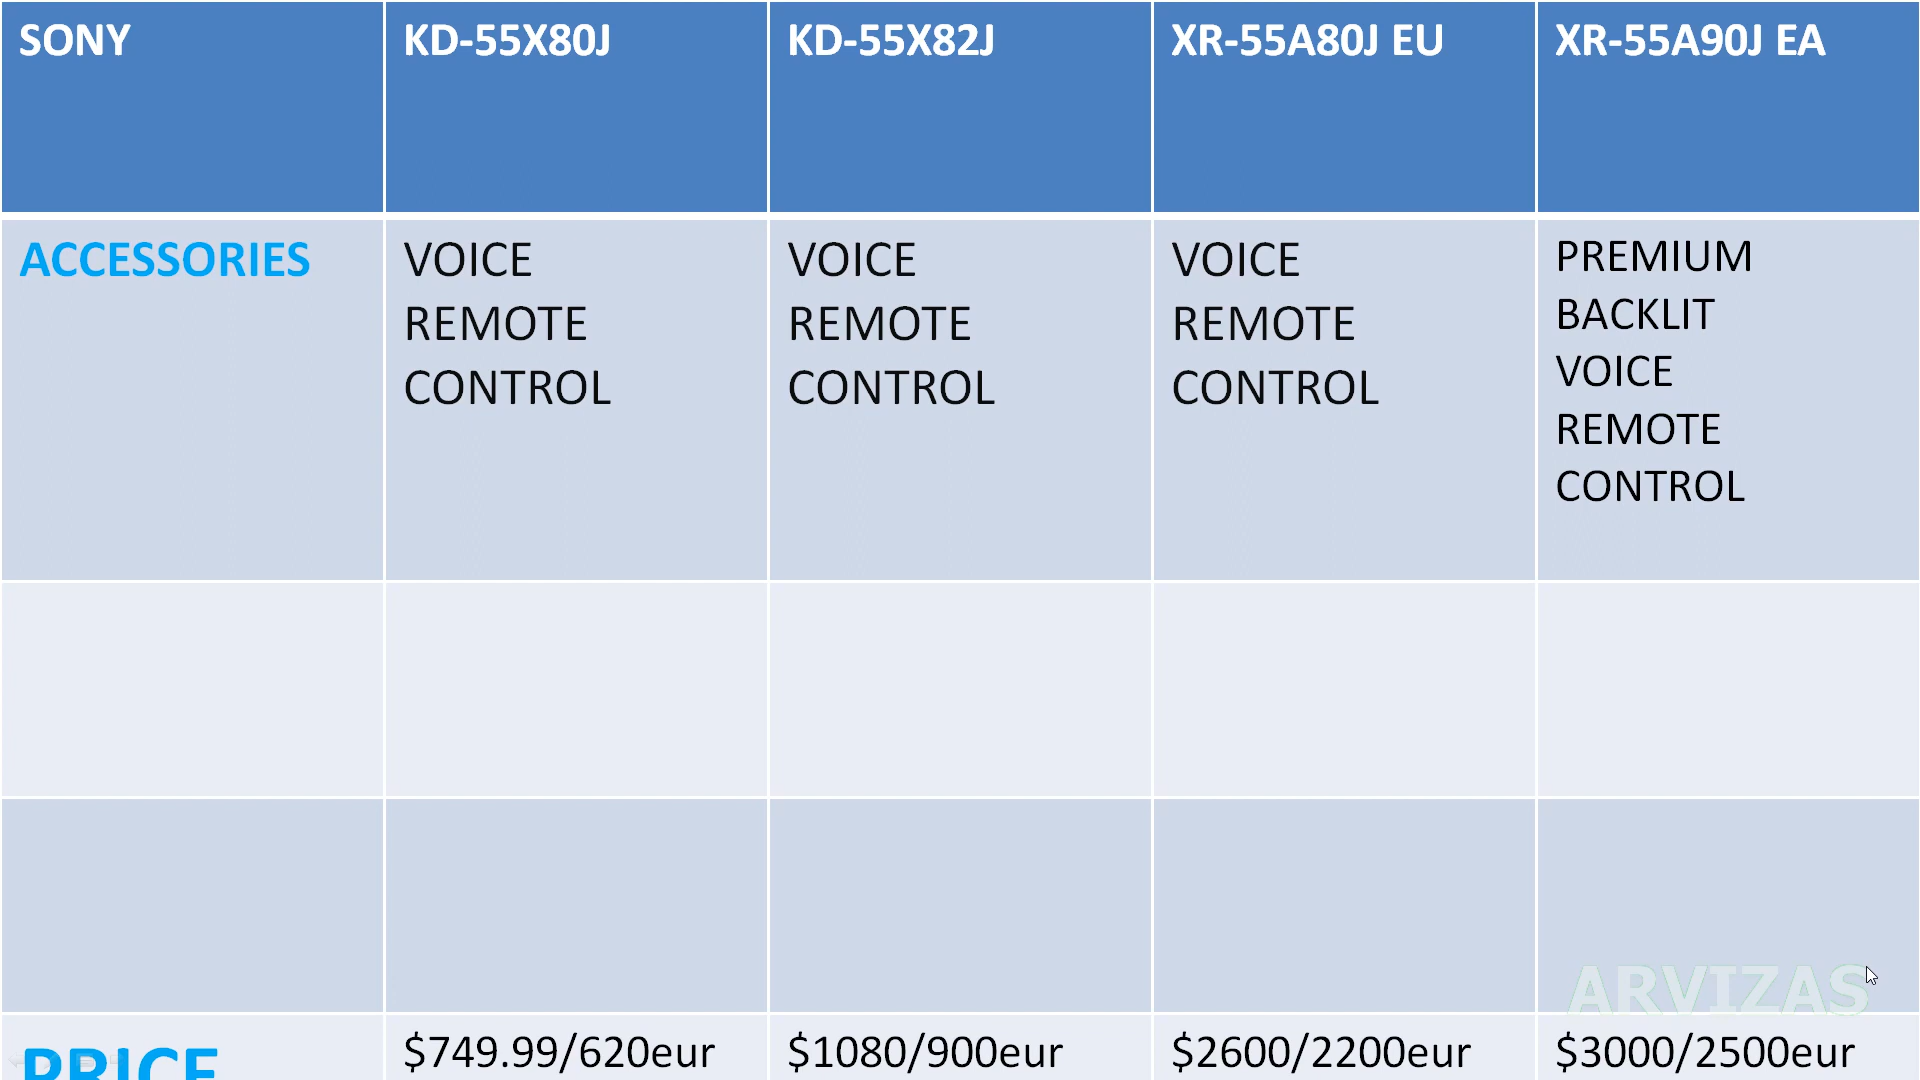 SONY KD-55X80J KD-55X82J XR-55A80J EU XR-55A90J EA
ACCESSORIES
VOICE
REMOTE
CONTROL
VOICE
REMOTE
CONTROL
VOICE
REMOTE
CONTROL
PREMIUM
BACKLIT
VOICE
REMOTE
CONTROL
ARVIZAS
PRICE $749.99/620eur $1080/900eur $2600/2200eur $3000/2500eur